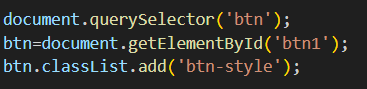 document.querySelector('btn');
btn=document.getElementById('btn1');
btn.classList.add('btn-style');